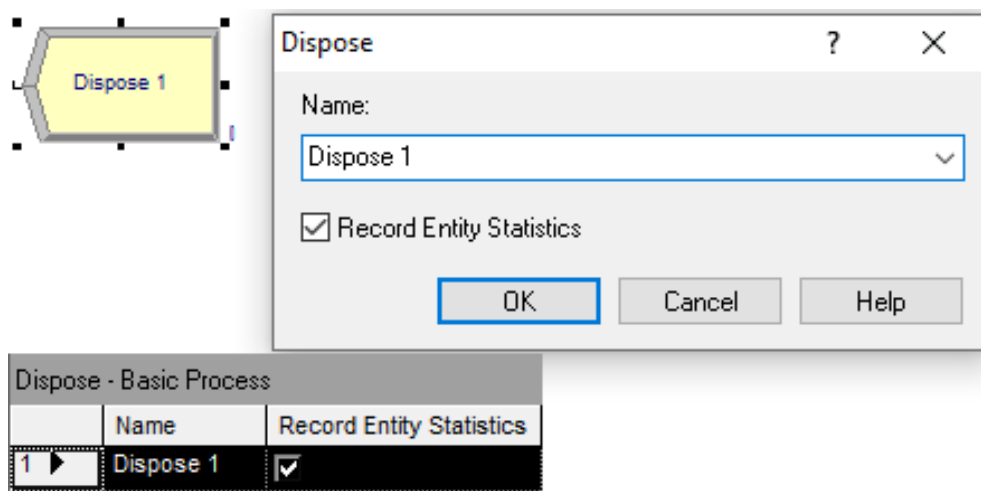 Dispose 1
Dispose
?
Name:
Dispose 1
Record Entity Statistics
OK Cancel Help
Dispose - Basic Process
Name Record Entity Statistics
1 Dispose 1